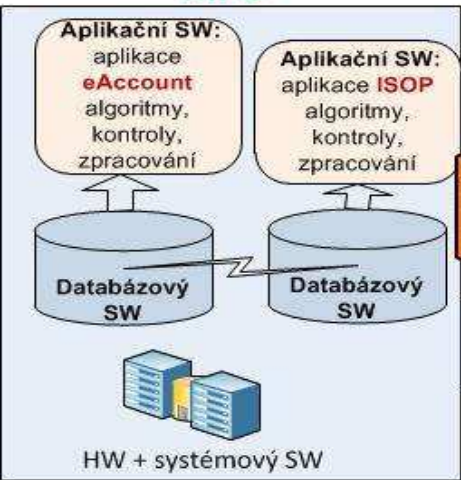 Aplikační SW:
aplikace
eAccount
algoritmy,
kontroly,
zpracování
Aplikační SW:
aplikace ISOP
algoritmy,
kontroly,
zpracování
Databázový
SW
Databázový
SW
HW + systémový SW